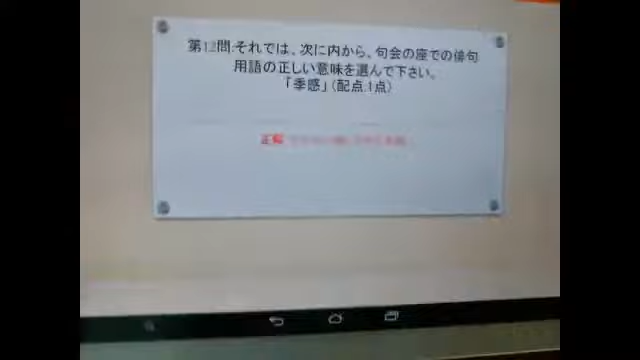 第12問:それでは、次に内から、句会の座での俳句
用語の正しい意味を選んで下さい。
「季感」(配点:1点)
正解